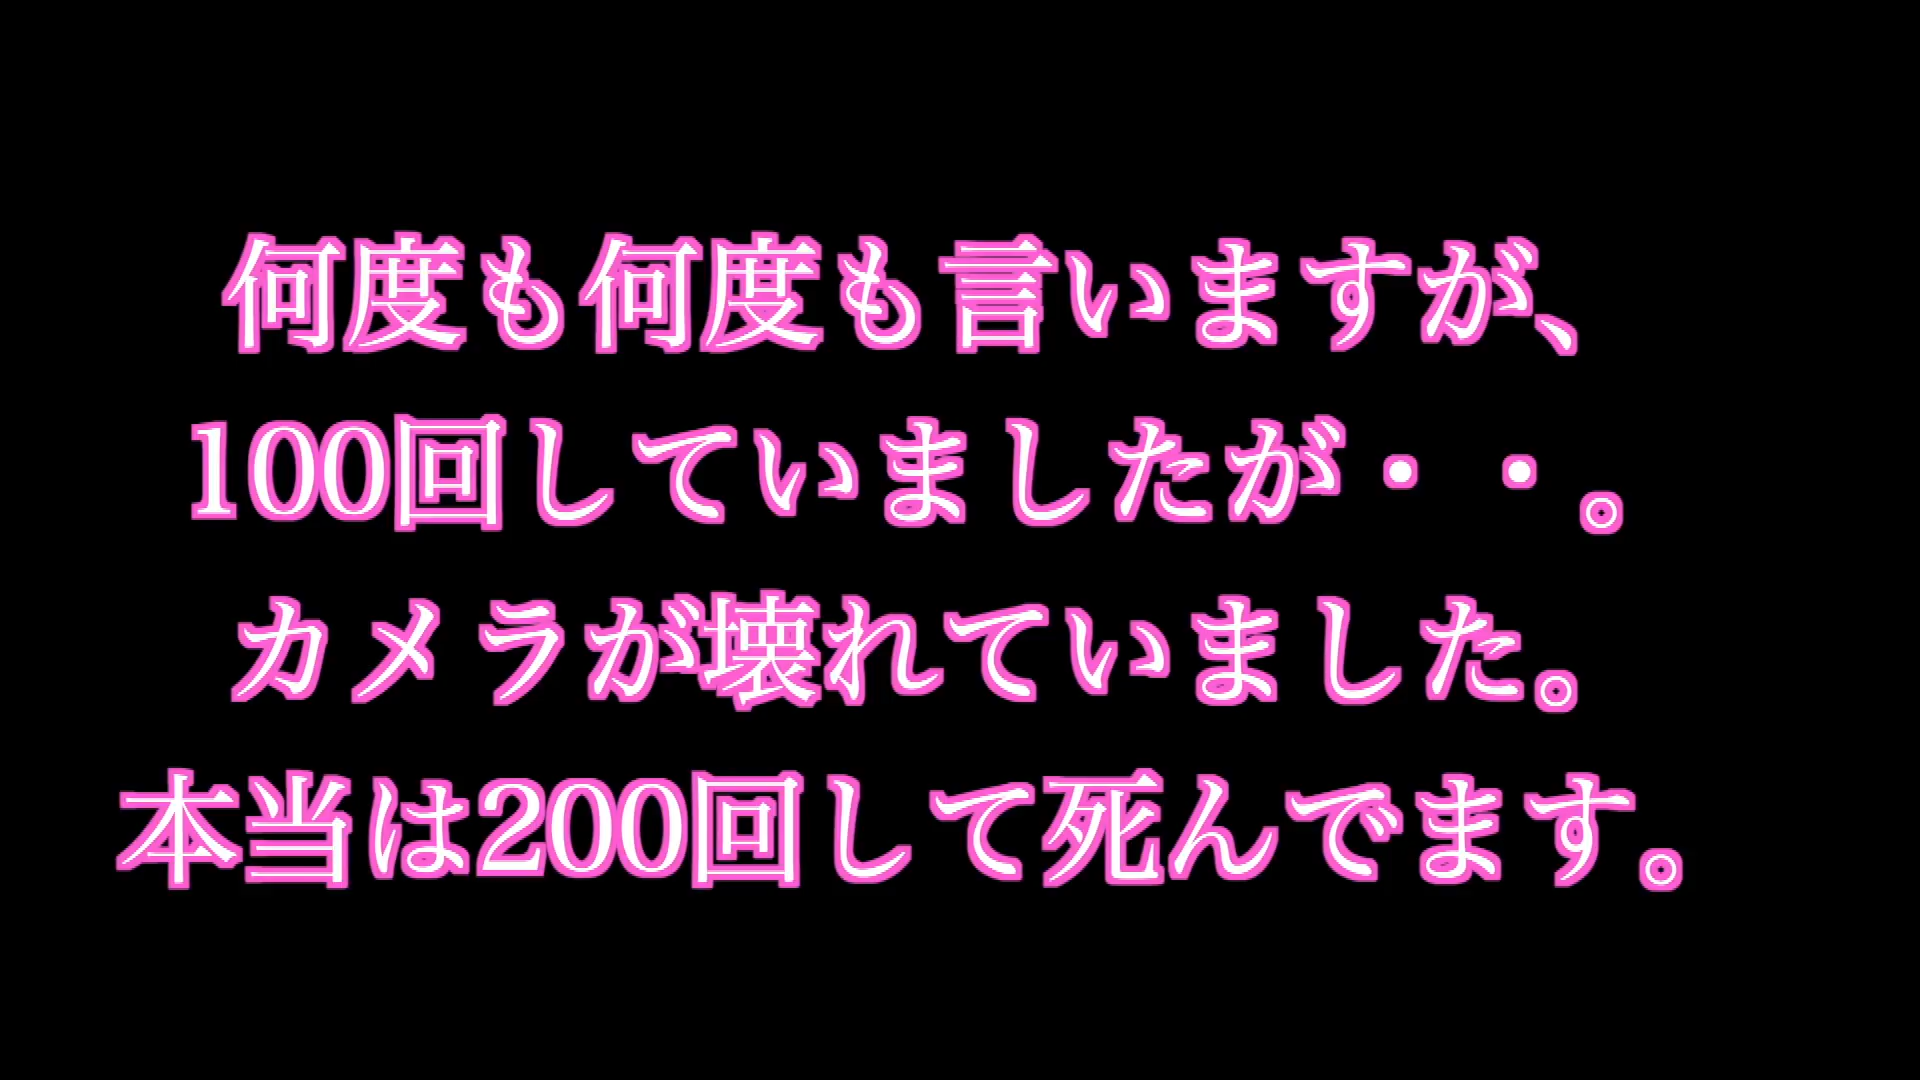 何度も何度も言いますが、
100回していましたが・・。
カメラが壊れていました。
本当は200回して死んでます。